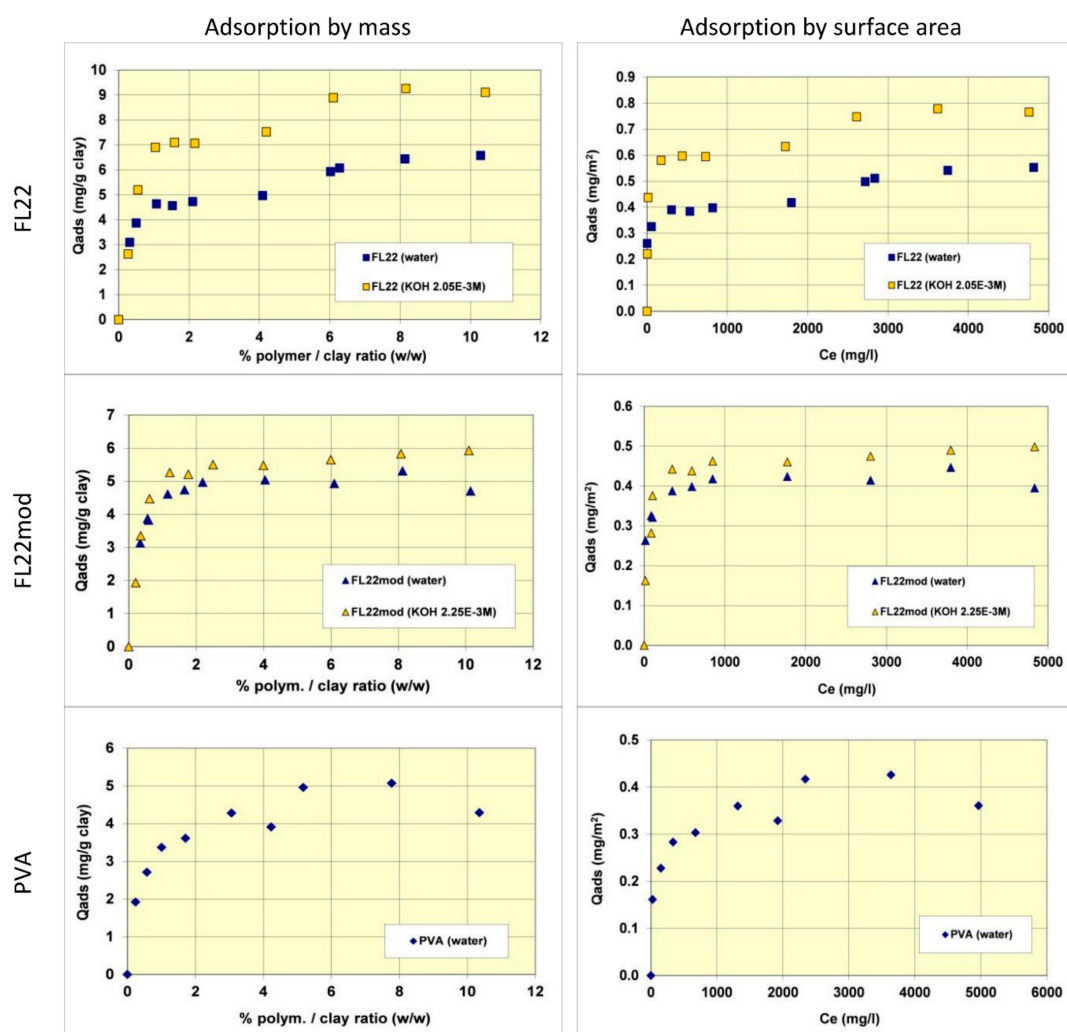 Adsorption by mass
Adsorption by surface area
FL22
Qads (mg/g clay)
10
9
8
7
6
5
4
3
2
1
0
FL22 (water)
FL22 (KOH 2.05E-3M)
0 2 4 6 8 10 12
% polymer / clay ratio (w/w)
Qads (mg/m²)
0.9
0.8
0.7
0.6
0.5
0.4
0.3
0.2
0.1
0.0
FL22 (water)
FL22 (KOH 2.05E-3M)
0 1000 2000 3000 4000 5000
Ce (mg/l)
FL22mod
Qads (mg/g clay)
7
6
5
4
3
2
1
0
FL22mod (water)
FL22mod (KOH 2.25E-3M)
0 2 4 6 8 10 12
% polym. / clay ratio (w/w)
Qads (mg/m²)
0.6
0.5
0.4
0.3
0.2
0.1
0.0
FL22mod (water)
FL22mod (KOH 2.25E-3M)
0 1000 2000 3000 4000 5000
Ce (mg/l)
PVA
Qads (mg/g clay)
6
5
4
3
2
1
0
PVA (water)
0 2 4 6 8 10 12
% polym. / clay ratio (w/w)
Qads (mg/m²)
0.5
0.4
0.3
0.2
0.1
0.0
PVA (water)
0 1000 2000 3000 4000 5000 6000
Ce (mg/l)